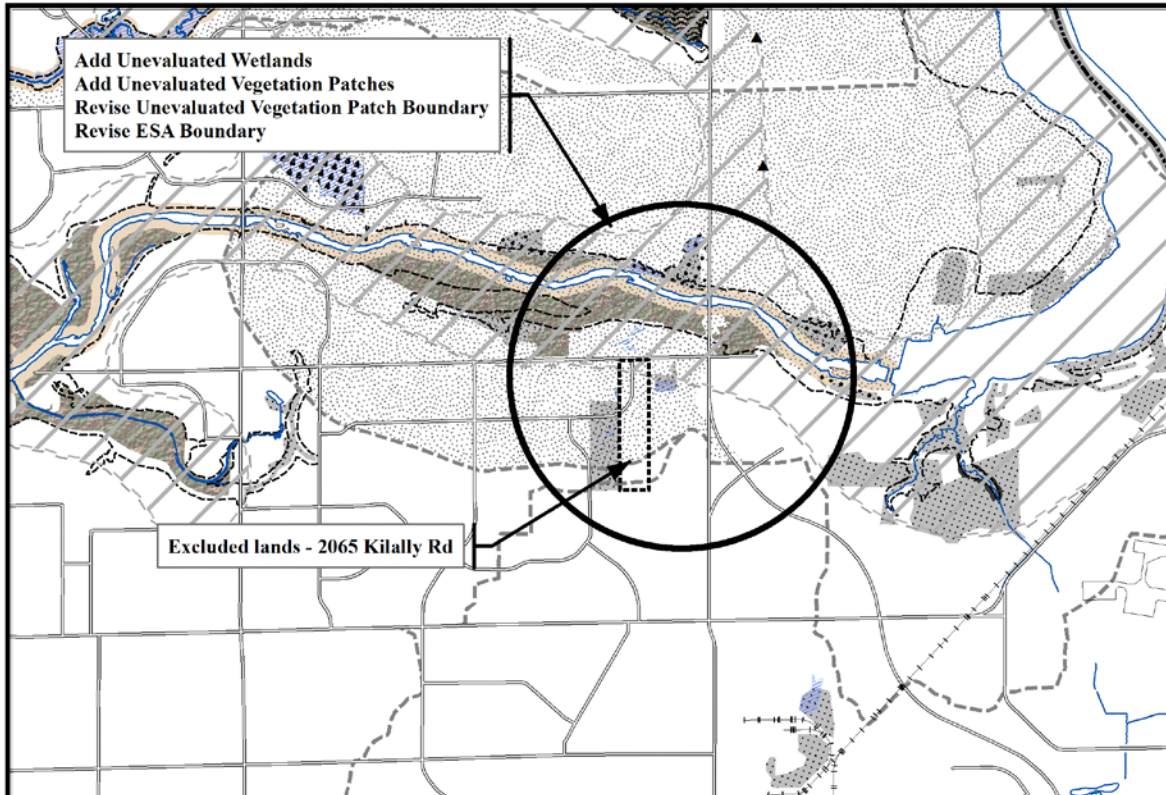 Add Unevaluated Wetlands
Add Unevaluated Vegetation Patches
Revise Unevaluated Vegetation Patch Boundary
Revise ESA Boundary
Excluded lands - 2065 Kilally Rd